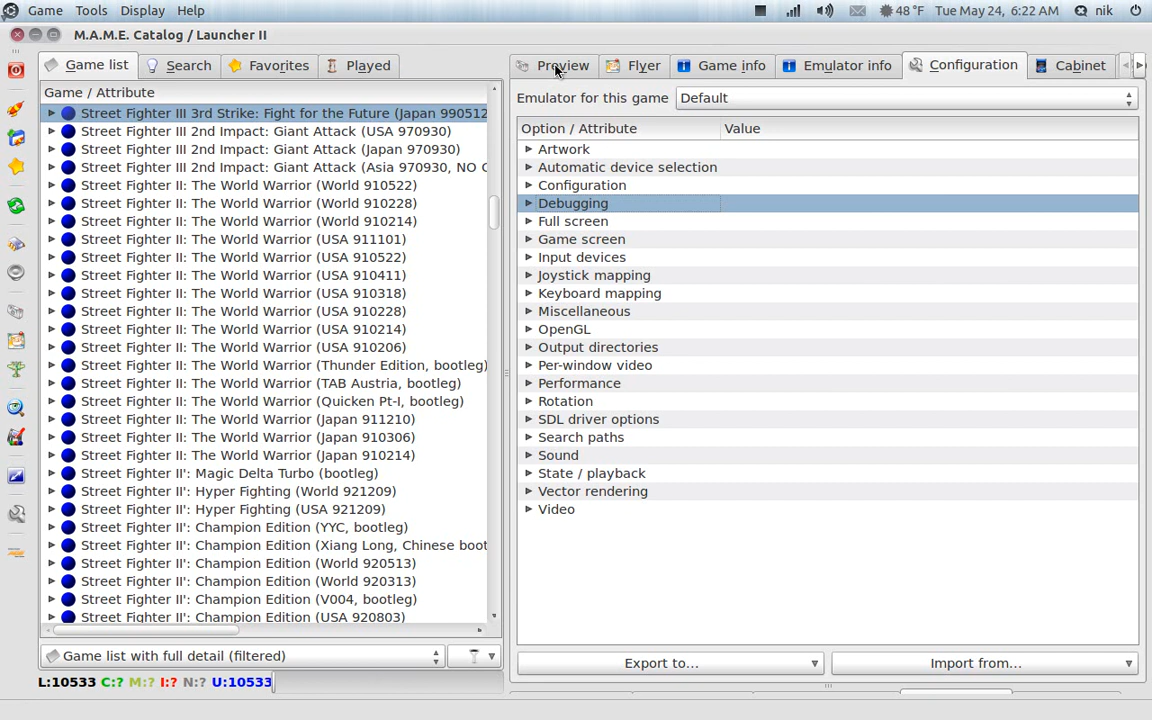 Game Tools Display Help 48 °F Tue May 24, 6:22 AM nik
M.A.M.E. Catalog / Launcher II
Game list Search Favorites Played Preview Flyer Game info Emulator info Configuration Cabinet
Game / Attribute
Street Fighter III 3rd Strike: Fight for the Future (Japan 990512
Street Fighter III 2nd Impact: Giant Attack (USA 970930)
Street Fighter III 2nd Impact: Giant Attack (Japan 970930)
Street Fighter III 2nd Impact: Giant Attack (Asia 970930, NO C
Street Fighter II: The World Warrior (World 910522)
Street Fighter II: The World Warrior (World 910228)
Street Fighter II: The World Warrior (World 910214)
Street Fighter II: The World Warrior (USA 911101)
Street Fighter II: The World Warrior (USA 910522)
Street Fighter II: The World Warrior (USA 910411)
Street Fighter II: The World Warrior (USA 910318)
Street Fighter II: The World Warrior (USA 910228)
Street Fighter II: The World Warrior (USA 910214)
Street Fighter II: The World Warrior (USA 910206)
Street Fighter II: The World Warrior (Thunder Edition, bootleg)
Street Fighter II: The World Warrior (TAB Austria, bootleg)
Street Fighter II: The World Warrior (Quicken Pt-I, bootleg)
Street Fighter II: The World Warrior (Japan 911210)
Street Fighter II: The World Warrior (Japan 910306)
Street Fighter II: The World Warrior (Japan 910214)
Street Fighter II': Magic Delta Turbo (bootleg)
Street Fighter II': Hyper Fighting (World 921209)
Street Fighter II': Hyper Fighting (USA 921209)
Street Fighter II': Champion Edition (YYC, bootleg)
Street Fighter II': Champion Edition (Xiang Long, Chinese boot
Street Fighter II': Champion Edition (World 920513)
Street Fighter II': Champion Edition (World 920313)
Street Fighter II': Champion Edition (V004, bootleg)
Street Fighter II': Champion Edition (USA 920803)
Game list with full detail (filtered)
L:10533 C:? M:? I:? N:? U:10533
Emulator for this game Default
Option / Attribute Value
Artwork
Automatic device selection
Configuration
Debugging
Full screen
Game screen
Input devices
Joystick mapping
Keyboard mapping
Miscellaneous
OpenGL
Output directories
Per-window video
Performance
Rotation
SDL driver options
Search paths
Sound
State / playback
Vector rendering
Video
Export to... Import from...